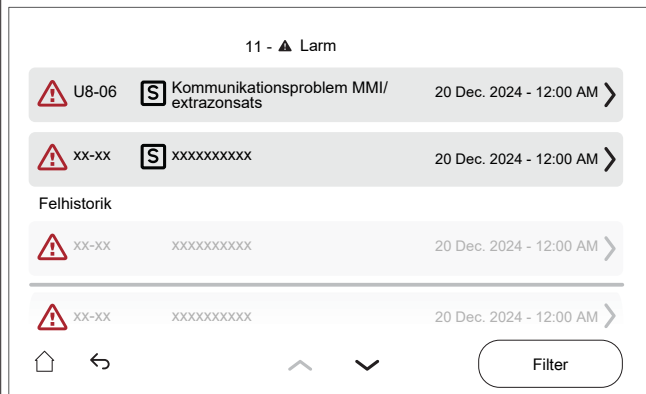 11 - Larm
U8-06 S Kommunikationsproblem MMI/
extrazonsats 20 Dec. 2024 - 12:00 AM
xx-xx S xxxxxxxxxx 20 Dec. 2024 - 12:00 AM
Felhistorik
xx-xx xxxxxxxxxx 20 Dec. 2024 - 12:00 AM
xx-xx xxxxxxxxxx 20 Dec. 2024 - 12:00 AM
Filter